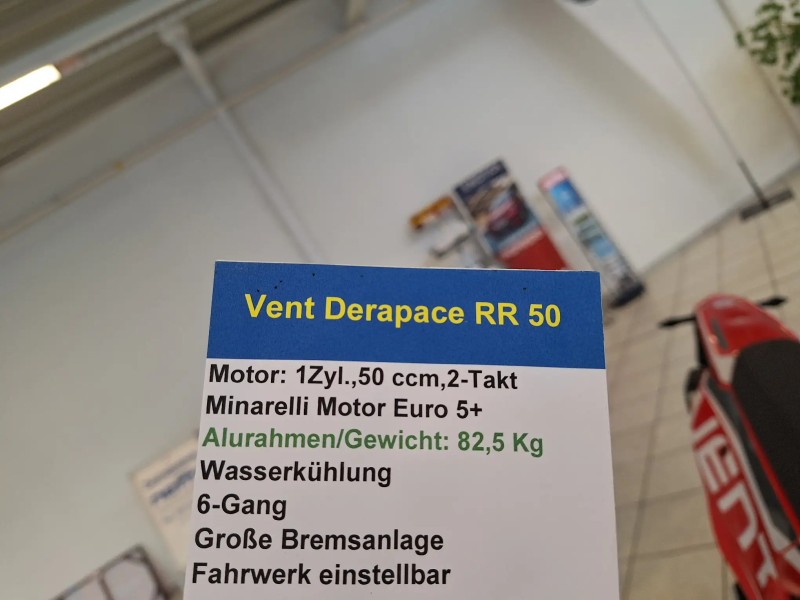 Vent Derapace RR 50
Motor: 1Zyl.,50 ccm,2-Takt
Minarelli Motor Euro 5+
Alurahmen/Gewicht: 82,5 Kg
Wasserkühlung
6-Gang
Große Bremsanlage
Fahrwerk einstellbar
VENT